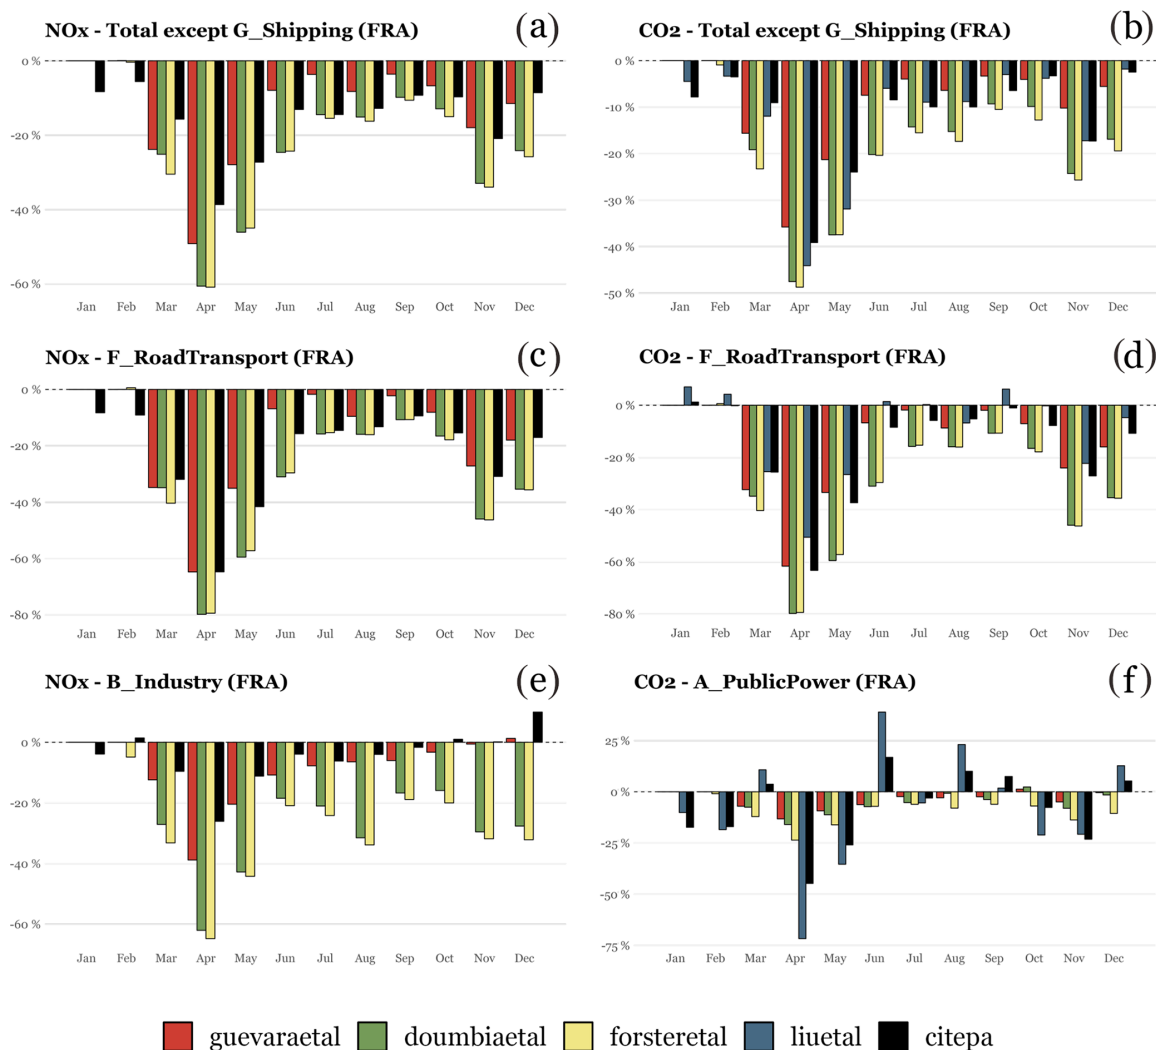 NOx - Total except G_Shipping (FRA) (a)
0 %
-20 %
-40 %
-60 %
Jan Feb Mar Apr May Jun Jul Aug Sep Oct Nov Dec
CO2 - Total except G_Shipping (FRA) (b)
0 %
-10 %
-20 %
-30 %
-40 %
-50 %
Jan Feb Mar Apr May Jun Jul Aug Sep Oct Nov Dec
NOx - F_RoadTransport (FRA) (c)
0 %
-20 %
-40 %
-60 %
-80 %
Jan Feb Mar Apr May Jun Jul Aug Sep Oct Nov Dec
CO2 - F_RoadTransport (FRA) (d)
0 %
-20 %
-40 %
-60 %
-80 %
Jan Feb Mar Apr May Jun Jul Aug Sep Oct Nov Dec
NOx - B_Industry (FRA) (e)
0 %
-20 %
-40 %
-60 %
Jan Feb Mar Apr May Jun Jul Aug Sep Oct Nov Dec
CO2 - A_PublicPower (FRA) (f)
25 %
0 %
-25 %
-50 %
-75 %
Jan Feb Mar Apr May Jun Jul Aug Sep Oct Nov Dec
guevaraetal doumbiaetal forsteretal liuetal citepa